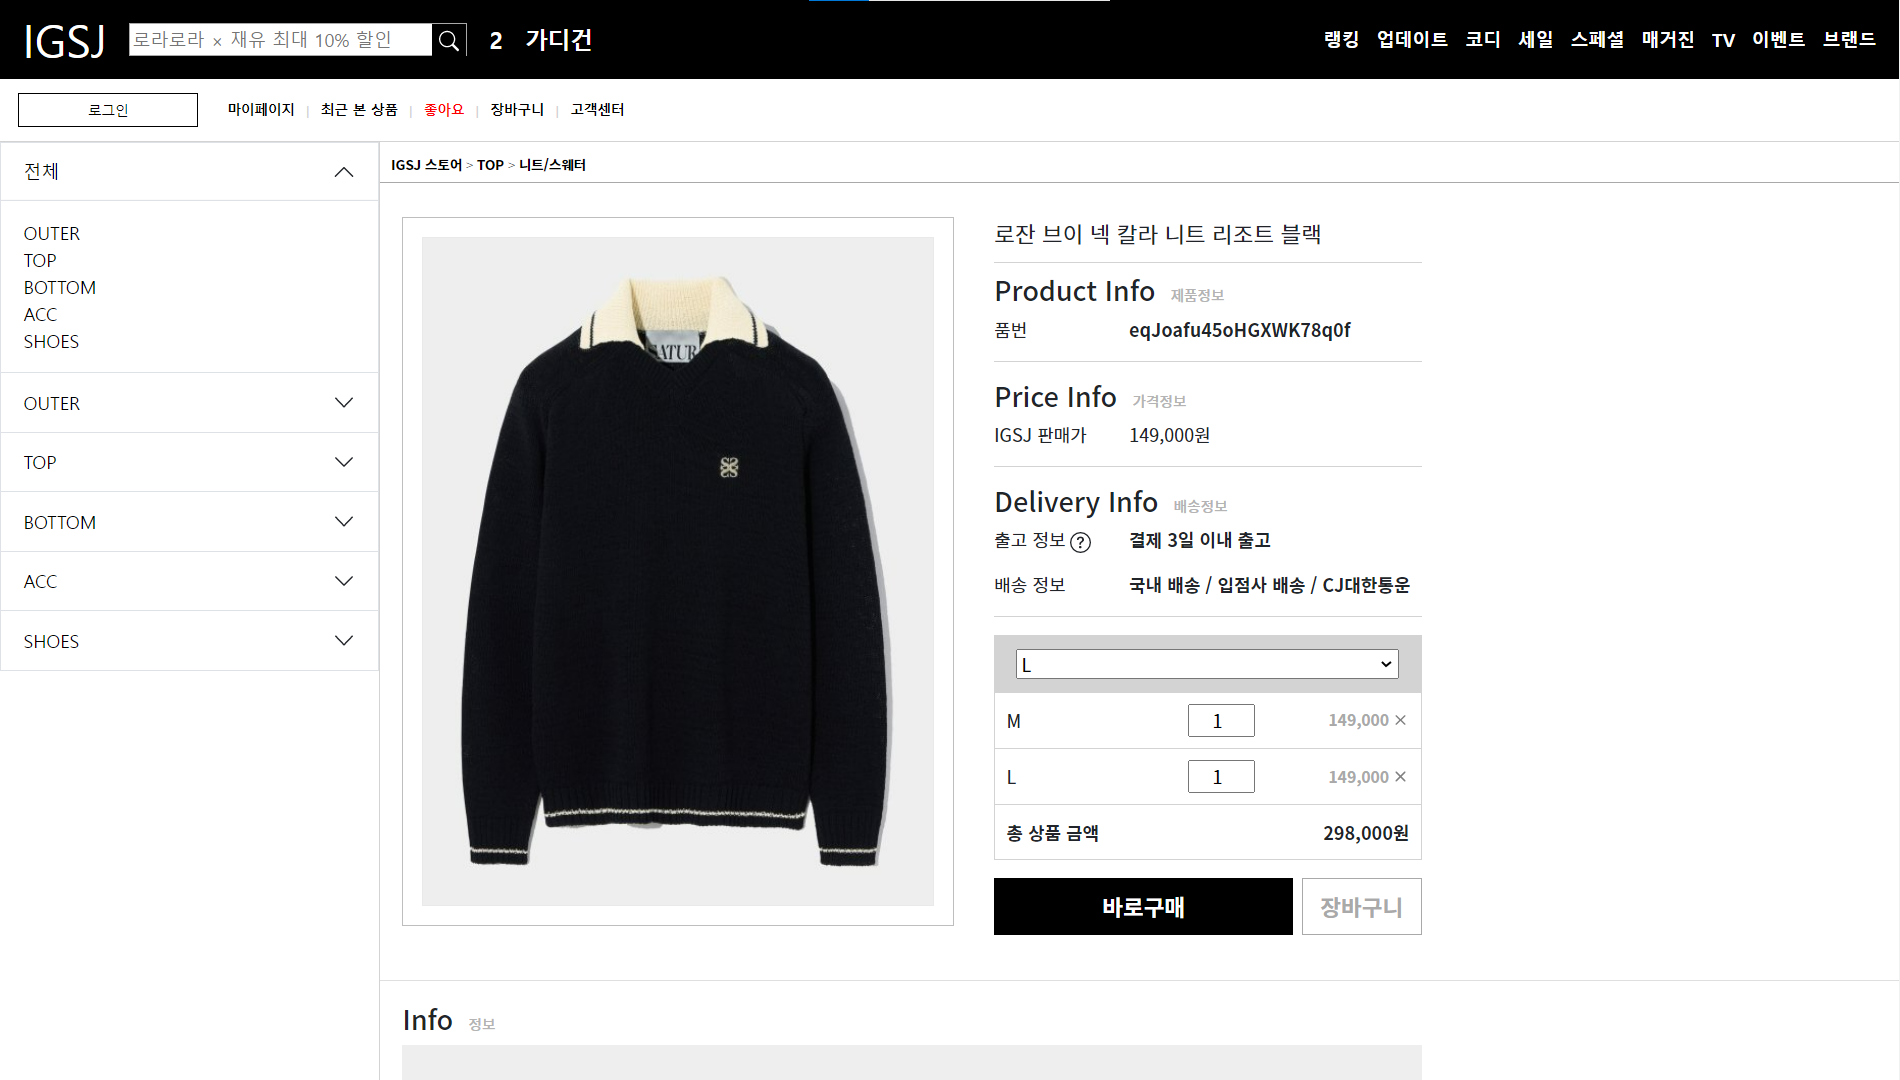 IGSJ 로라로라 × 재유 최대 10% 할인 2 가디건 랭킹 업데이트 코디 세일 스페셜 매거진 TV 이벤트 브랜드
로그인 마이페이지 | 최근 본 상품 | 좋아요 | 장바구니 | 고객센터
전체
OUTER
TOP
BOTTOM
ACC
SHOES
OUTER
TOP
BOTTOM
ACC
SHOES
IGSJ 스토어 > TOP > 니트/스웨터
SATUR
로잔 브이 넥 칼라 니트 리조트 블랙
Product Info 제품정보
품번 eqJoafu45oHGXWK78q0f
Price Info 가격정보
IGSJ 판매가 149,000원
Delivery Info 배송정보
출고 정보 ? 결제 3일 이내 출고
배송 정보 국내 배송 / 입점사 배송 / CJ대한통운
L
M 1 149,000 ×
L 1 149,000 ×
총 상품 금액 298,000원
바로구매 장바구니
Info 정보